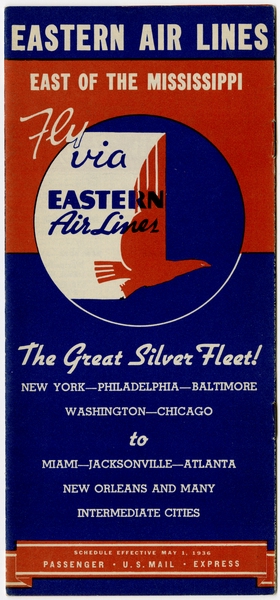 EASTERN AIR LINES
EAST OF THE MISSISSIPPI
Fly
via
EASTERN
Air Lines
The Great Silver Fleet!
NEW YORK—PHILADELPHIA—BALTIMORE
WASHINGTON—CHICAGO
to
MIAMI—JACKSONVILLE—ATLANTA
NEW ORLEANS AND MANY
INTERMEDIATE CITIES
SCHEDULE EFFECTIVE MAY 1, 1936
PASSENGER • U.S. MAIL • EXPRESS